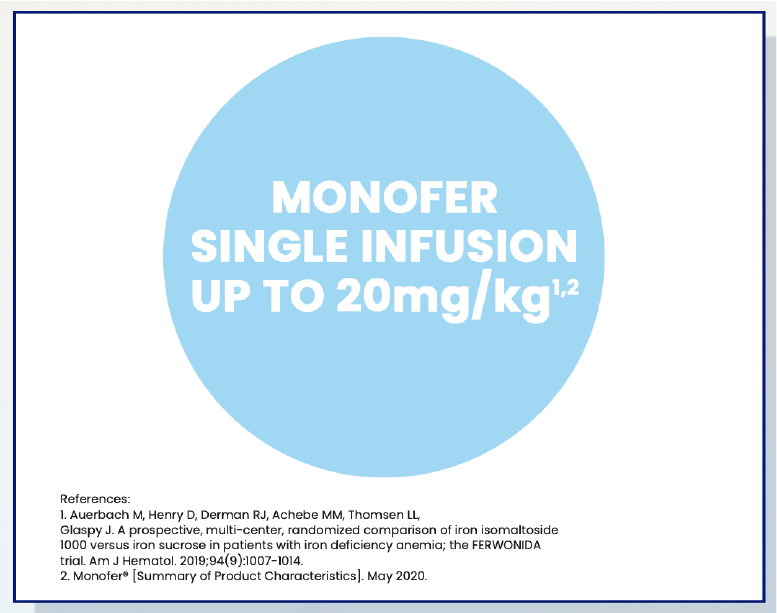 MONOFER
SINGLE INFUSION
UP TO 20mg/kg1,2
References:
1. Auerbach M, Henry D, Derman RJ, Achebe MM, Thomsen LL,
Glaspy J. A prospective, multi-center, randomized comparison of iron isomaltoside
1000 versus iron sucrose in patients with iron deficiency anemia; the FERWONIDA
trial. Am J Hematol. 2019;94(9):1007-1014.
2. Monofer® [Summary of Product Characteristics]. May 2020.